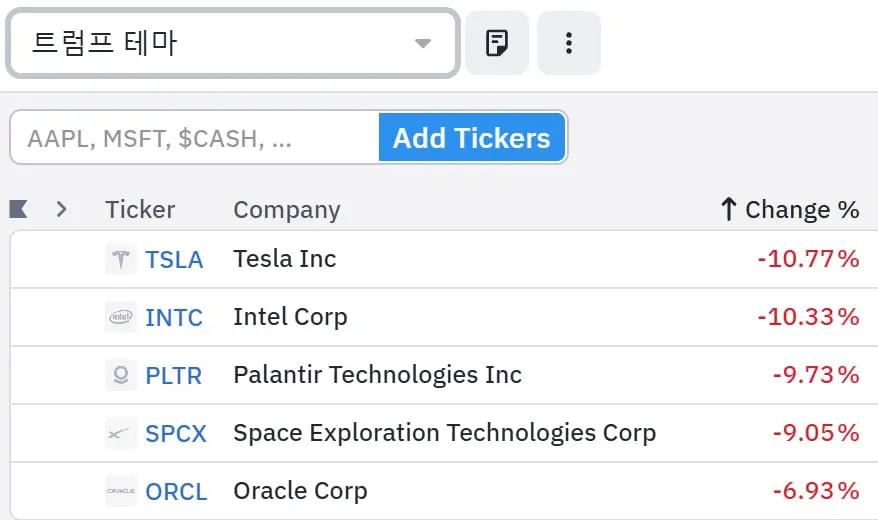 트럼프 테마
AAPL, MSFT, $CASH, ...
Add Tickers
Ticker Company ↑ Change %
TSLA Tesla Inc -10.77%
intel INTC Intel Corp -10.33%
PLTR Palantir Technologies Inc -9.73%
SPCX Space Exploration Technologies Corp -9.05%
ORACLE ORCL Oracle Corp -6.93%